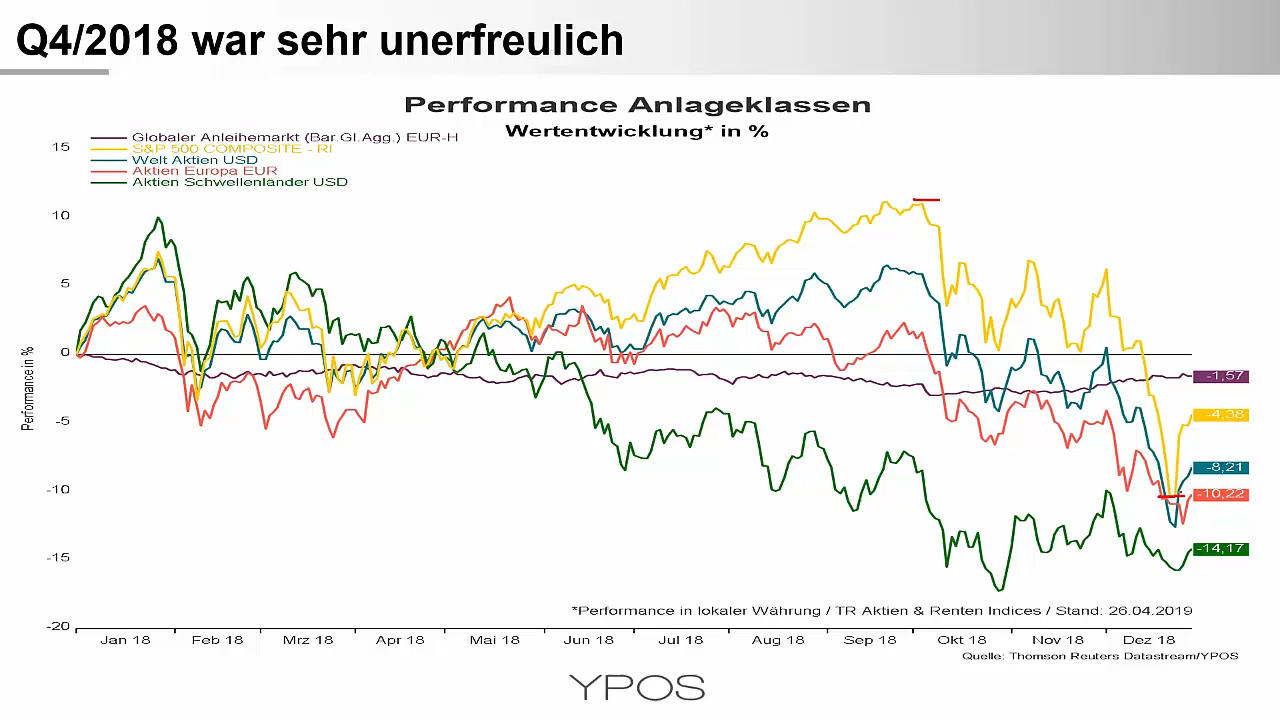 Q4/2018 war sehr unerfreulich
Performance Anlageklassen
Wertentwicklung* in %
Globaler Anleihemarkt (Bar.Gl.Agg.) EUR-H
S&P 500 COMPOSITE - RI
Welt Aktien USD
Aktien Europa EUR
Aktien Schwellenländer USD
15
10
5
0
-5
-10
-15
-20
Performance in %
-1,57
-4,38
-8,21
-10,22
-14,17
*Performance in lokaler Währung / TR Aktien & Renten Indices / Stand: 26.04.2019
Jan 18 Feb 18 Mrz 18 Apr 18 Mai 18 Jun 18 Jul 18 Aug 18 Sep 18 Okt 18 Nov 18 Dez 18
Quelle: Thomson Reuters Datastream/YPOS
YPOS